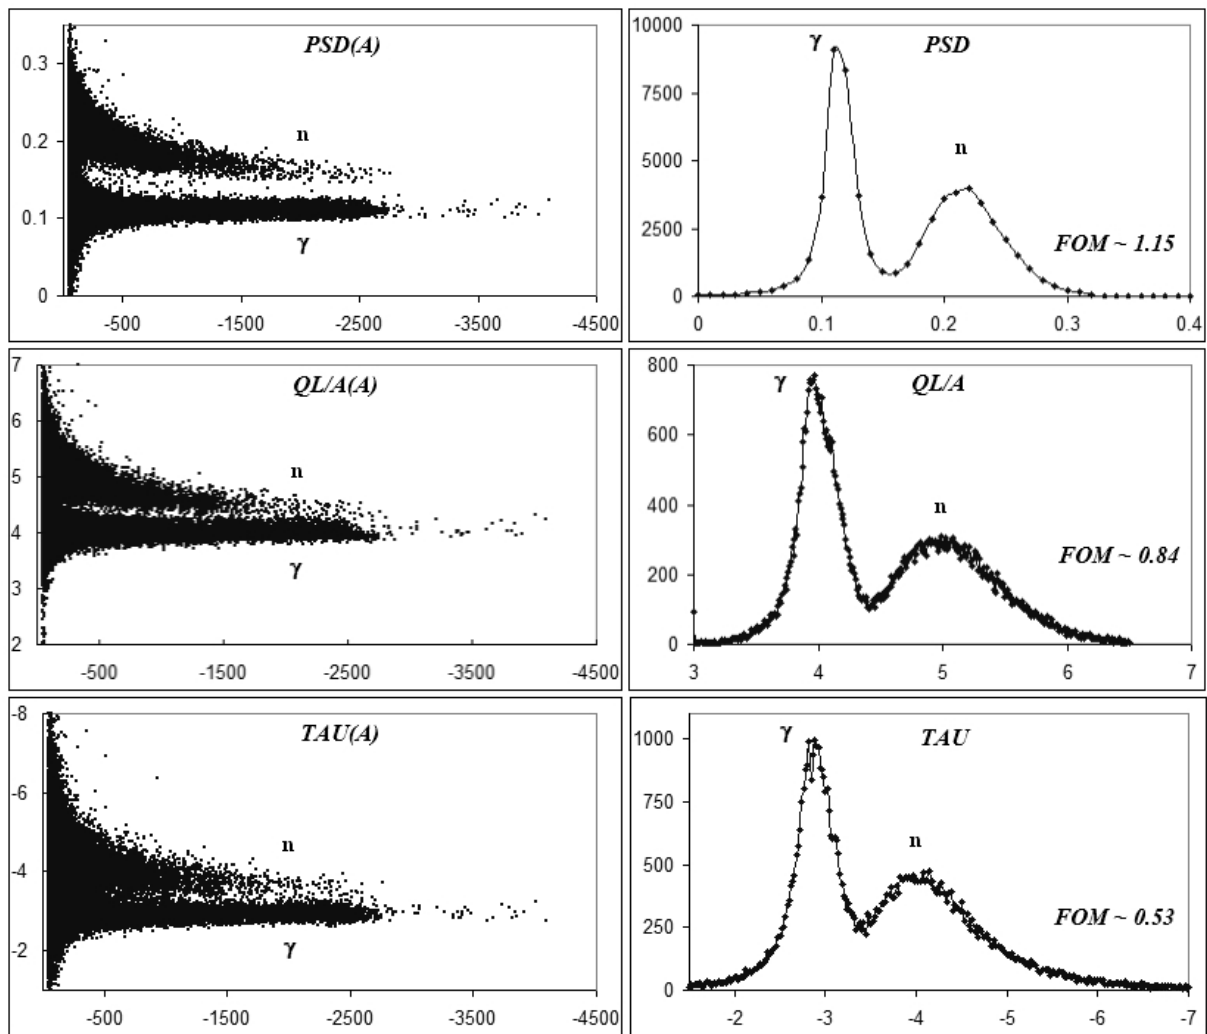 PSD(A)
0.3
0.2
0.1
0
n
γ
-500 -1500 -2500 -3500 -4500
PSD
10000
7500
5000
2500
0
γ
n
FOM ~ 1.15
0 0.1 0.2 0.3 0.4
QL/A(A)
7
6
5
4
3
2
n
γ
-500 -1500 -2500 -3500 -4500
QL/A
800
600
400
200
0
γ
n
FOM ~ 0.84
3 4 5 6 7
TAU(A)
-8
-6
-4
-2
n
γ
-500 -1500 -2500 -3500 -4500
TAU
1000
750
500
250
0
γ
n
FOM ~ 0.53
-2 -3 -4 -5 -6 -7